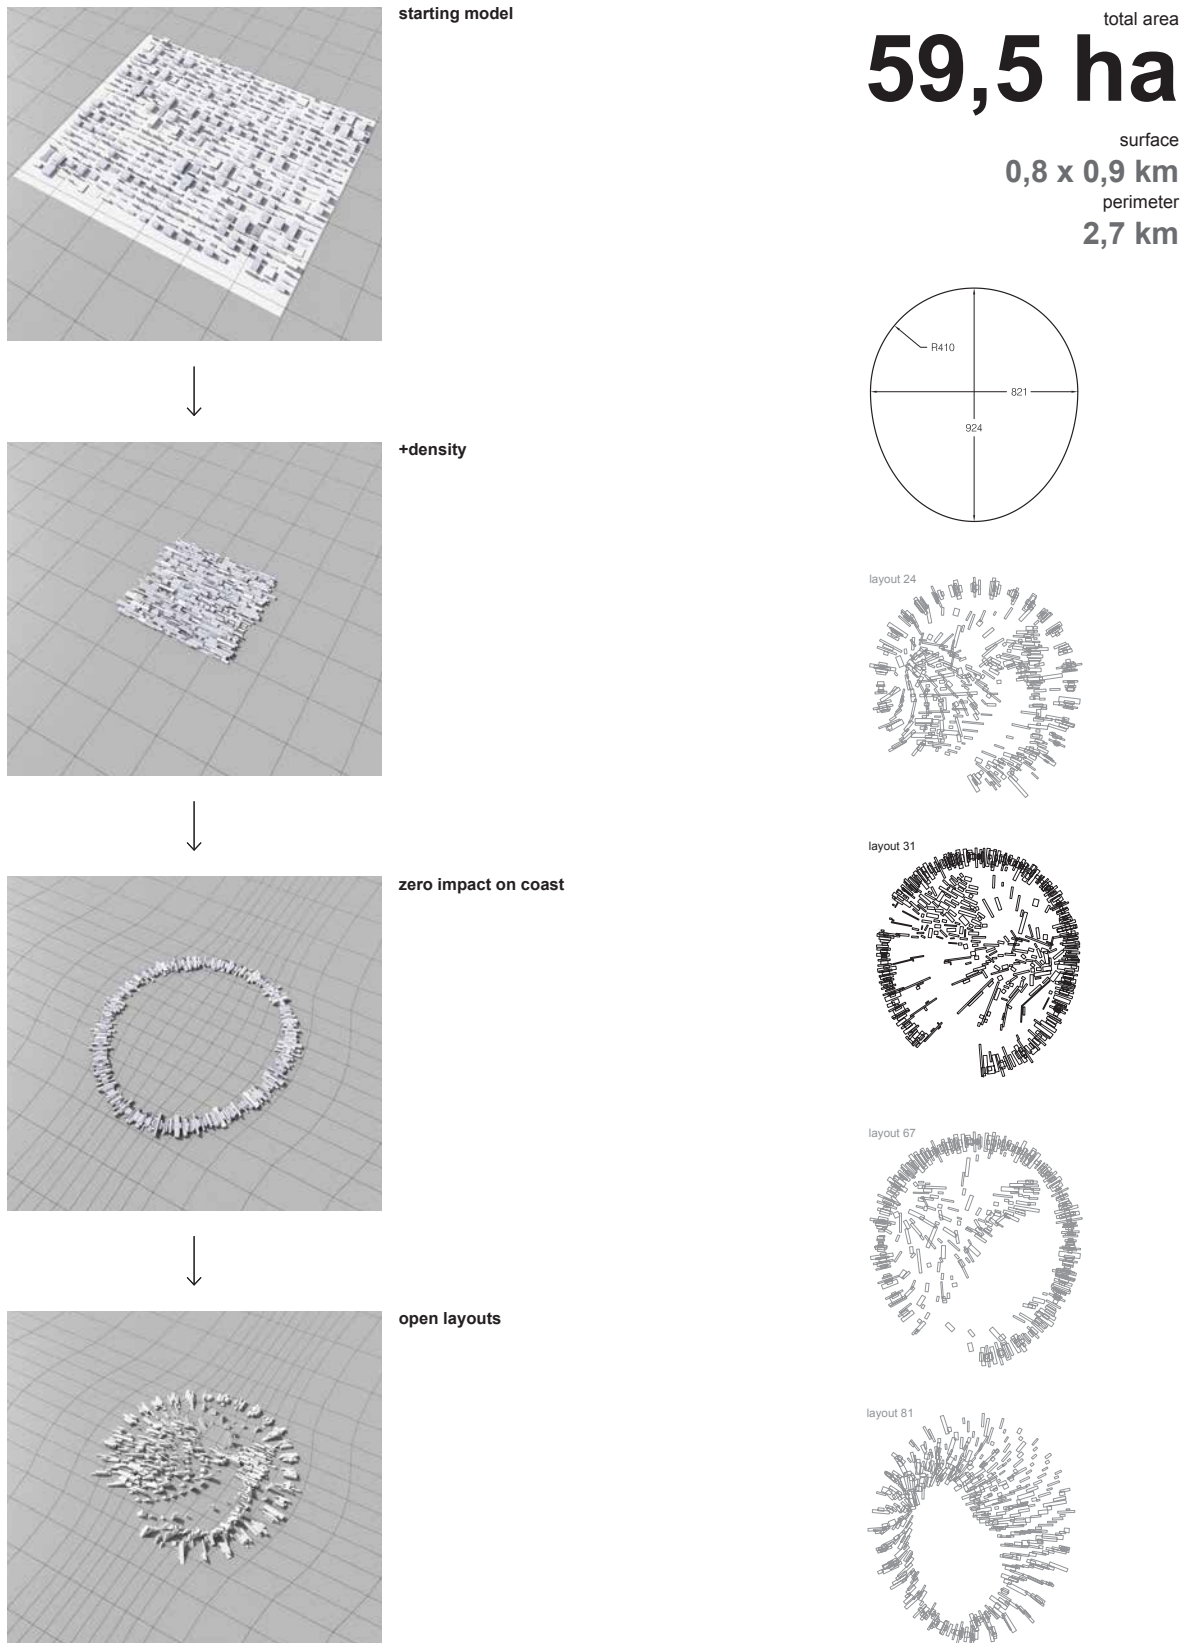 starting model
+density
zero impact on coast
open layouts
total area
59,5 ha
surface
0,8 x 0,9 km
perimeter
2,7 km
R410
821
924
layout 24
layout 31
layout 67
layout 81